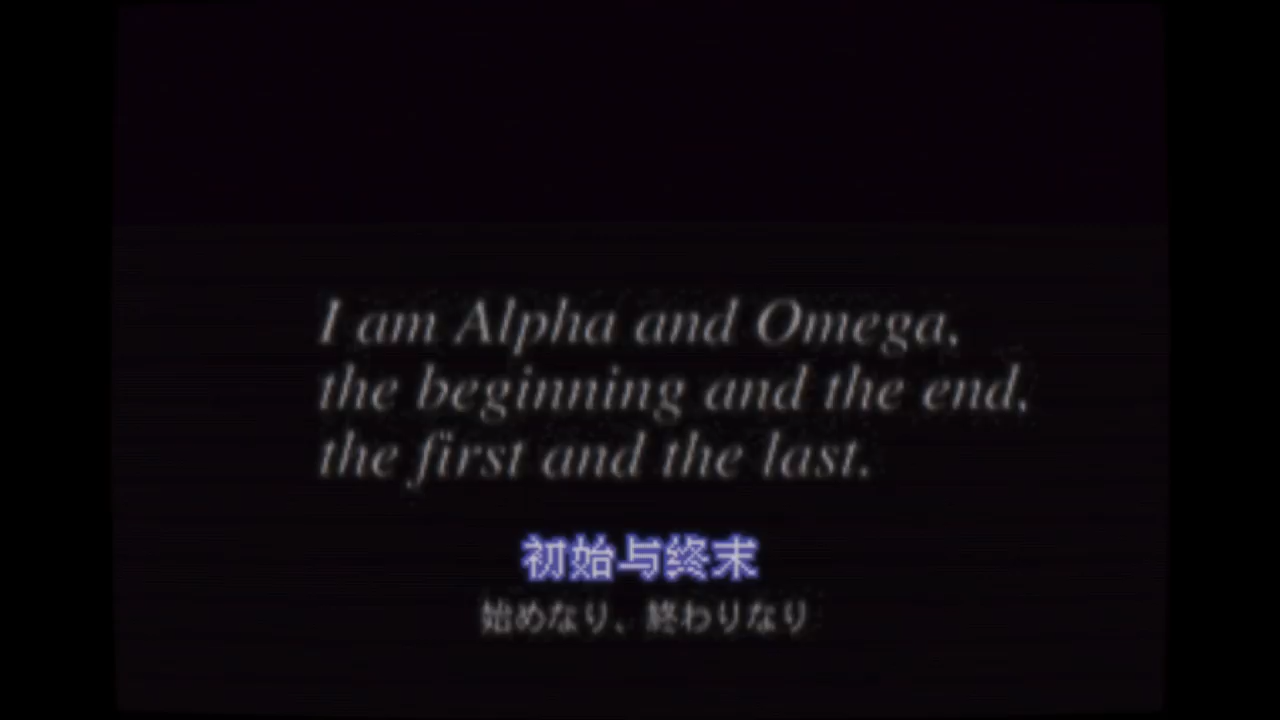 I am Alpha and Omega,
the beginning and the end,
the first and the last.
初始与终末
始めなり、終わりなり